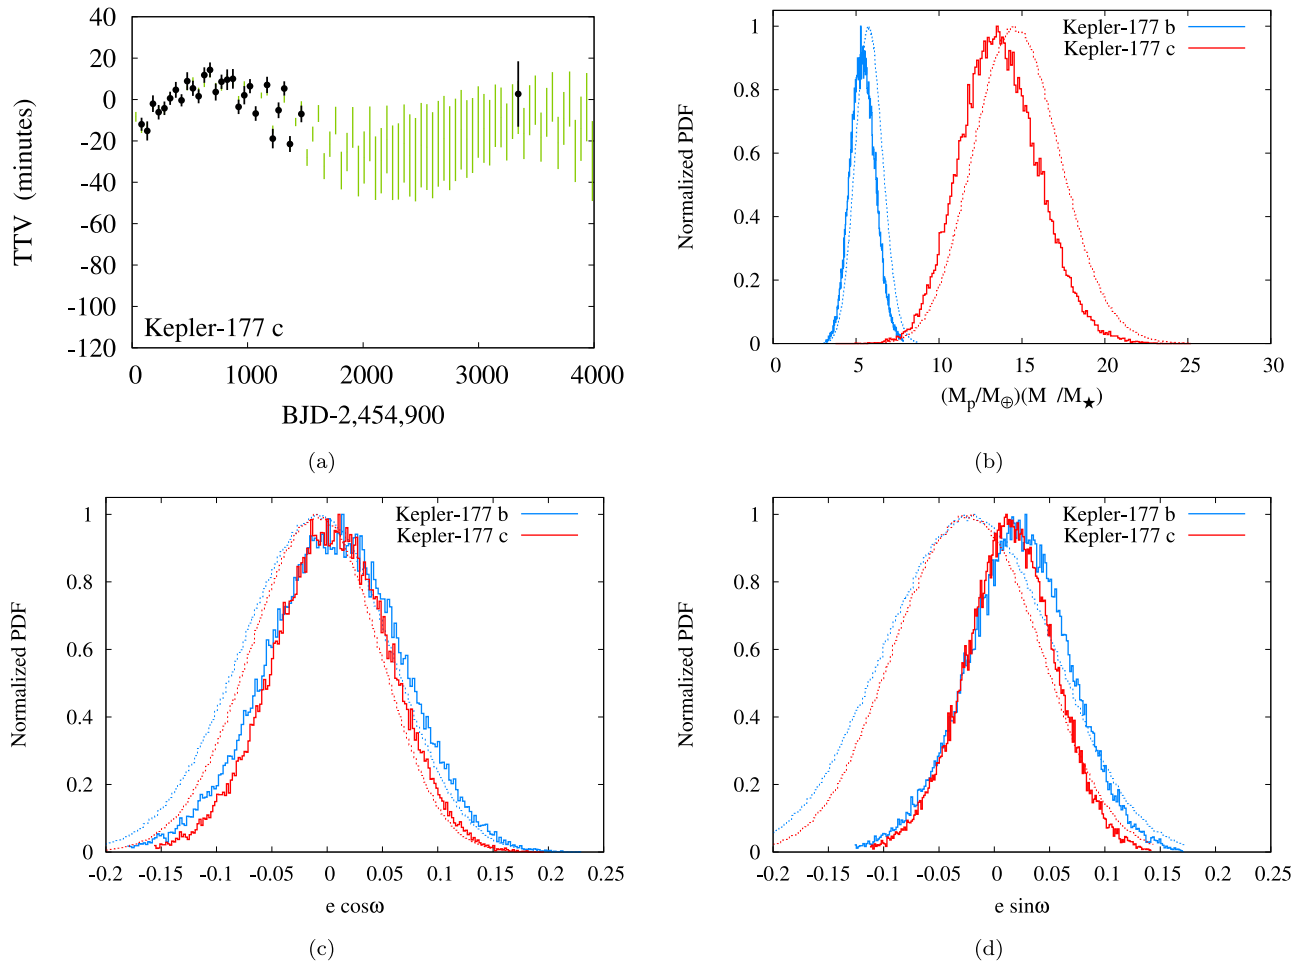 40
20
0
-20
-40
-60
-80
-100
-120
TTV (minutes)
Kepler-177 c
0 1000 2000 3000 4000
BJD-2,454,900
(a)
Kepler-177 b
Kepler-177 c
1
0.8
0.6
0.4
0.2
0
Normalized PDF
0 5 10 15 20 25 30
(Mp/M⊕)(M /M★)
(b)
Kepler-177 b
Kepler-177 c
1
0.8
0.6
0.4
0.2
0
Normalized PDF
-0.2 -0.15 -0.1 -0.05 0 0.05 0.1 0.15 0.2 0.25
e cosω
(c)
Kepler-177 b
Kepler-177 c
1
0.8
0.6
0.4
0.2
0
Normalized PDF
-0.2 -0.15 -0.1 -0.05 0 0.05 0.1 0.15 0.2 0.25
e sinω
(d)